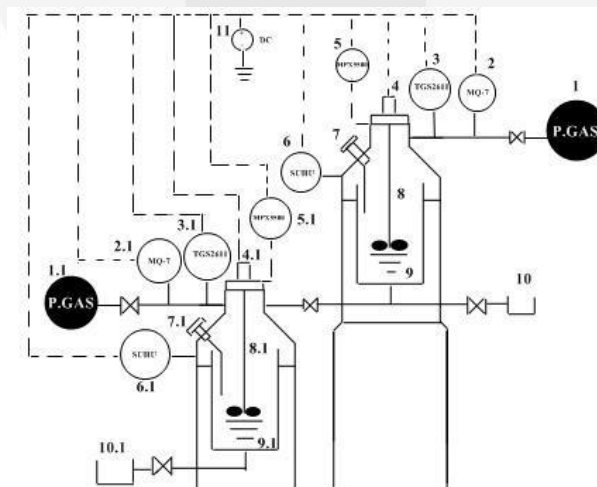 11
DC
5
MPX5500
4
3
TGS2611
2
MQ-7
1
P.GAS
6
SUHU
7
8
9
10
1.1
P.GAS
2.1
MQ-7
3.1
TGS2611
4.1
MPX5500
5.1
6.1
SUHU
7.1
8.1
9.1
10.1